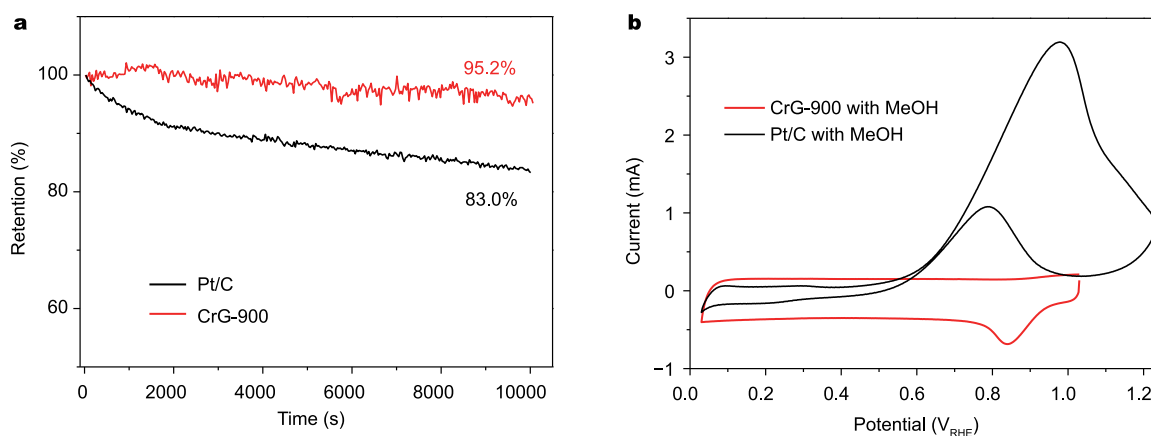 a
100
80
60
Retention (%)
95.2%
83.0%
Pt/C
CrG-900
0
2000
4000
6000
8000
10000
Time (s)
b
3
2
1
0
−1
Current (mA)
CrG-900 with MeOH
Pt/C with MeOH
0.0
0.2
0.4
0.6
0.8
1.0
1.2
Potential (V_RHE)